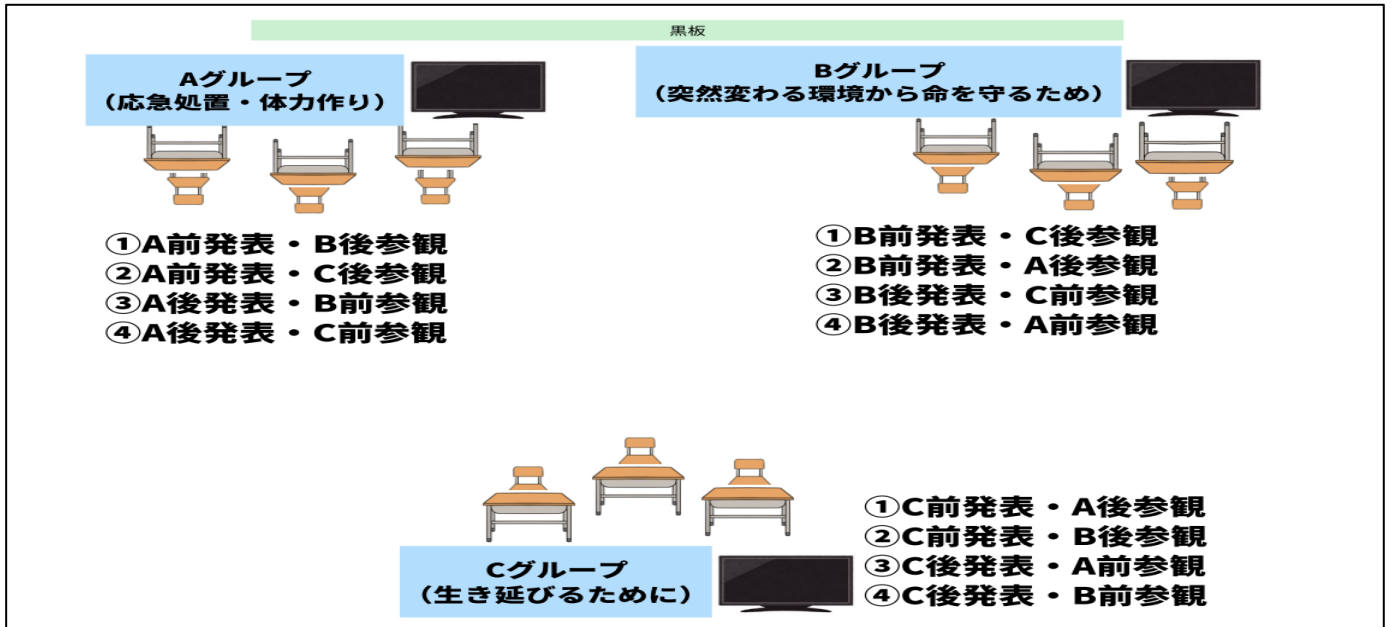 黒板
Aグループ
（応急処置・体力作り）
Bグループ
（突然変わる環境から命を守るため）
①A前発表・B後参観
②A前発表・C後参観
③A後発表・B前参観
④A後発表・C前参観
①B前発表・C後参観
②B前発表・A後参観
③B後発表・C前参観
④B後発表・A前参観
①C前発表・A後参観
②C前発表・B後参観
③C後発表・A前参観
④C後発表・B前参観
Cグループ
（生き延びるために）